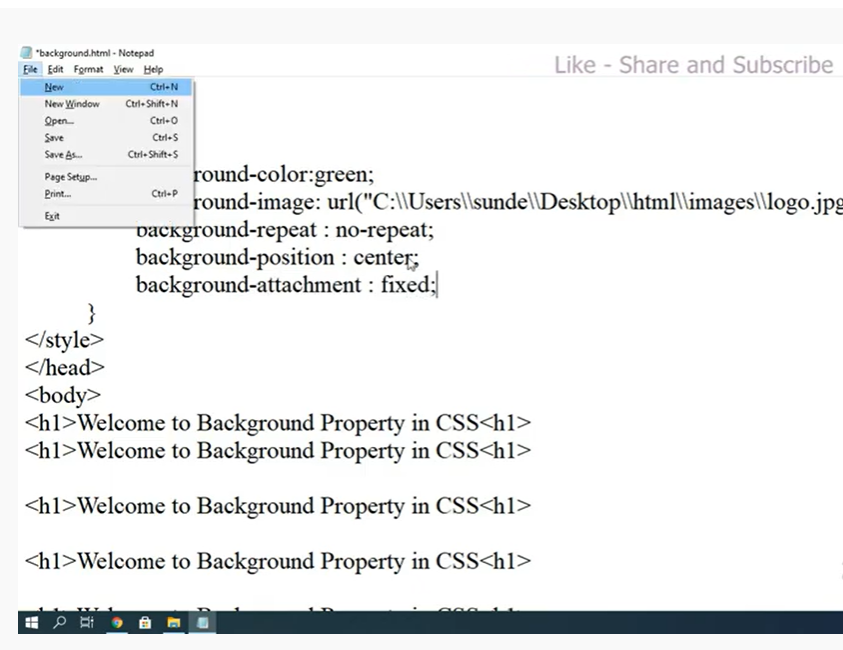 *background.html - Notepad
File Edit Format View Help
Like - Share and Subscribe
New Ctrl+N
New Window Ctrl+Shift+N
Open... Ctrl+O
Save Ctrl+S
Save As... Ctrl+Shift+S
Page Setup...
Print... Ctrl+P
Exit
round-color:green;
round-image: url("C:\\Users\\sunde\\Desktop\\html\\images\\logo.jpg
background-repeat : no-repeat;
background-position : center;
background-attachment : fixed;
}
</style>
</head>
<body>
<h1>Welcome to Background Property in CSS<h1>
<h1>Welcome to Background Property in CSS<h1>
<h1>Welcome to Background Property in CSS<h1>
<h1>Welcome to Background Property in CSS<h1>